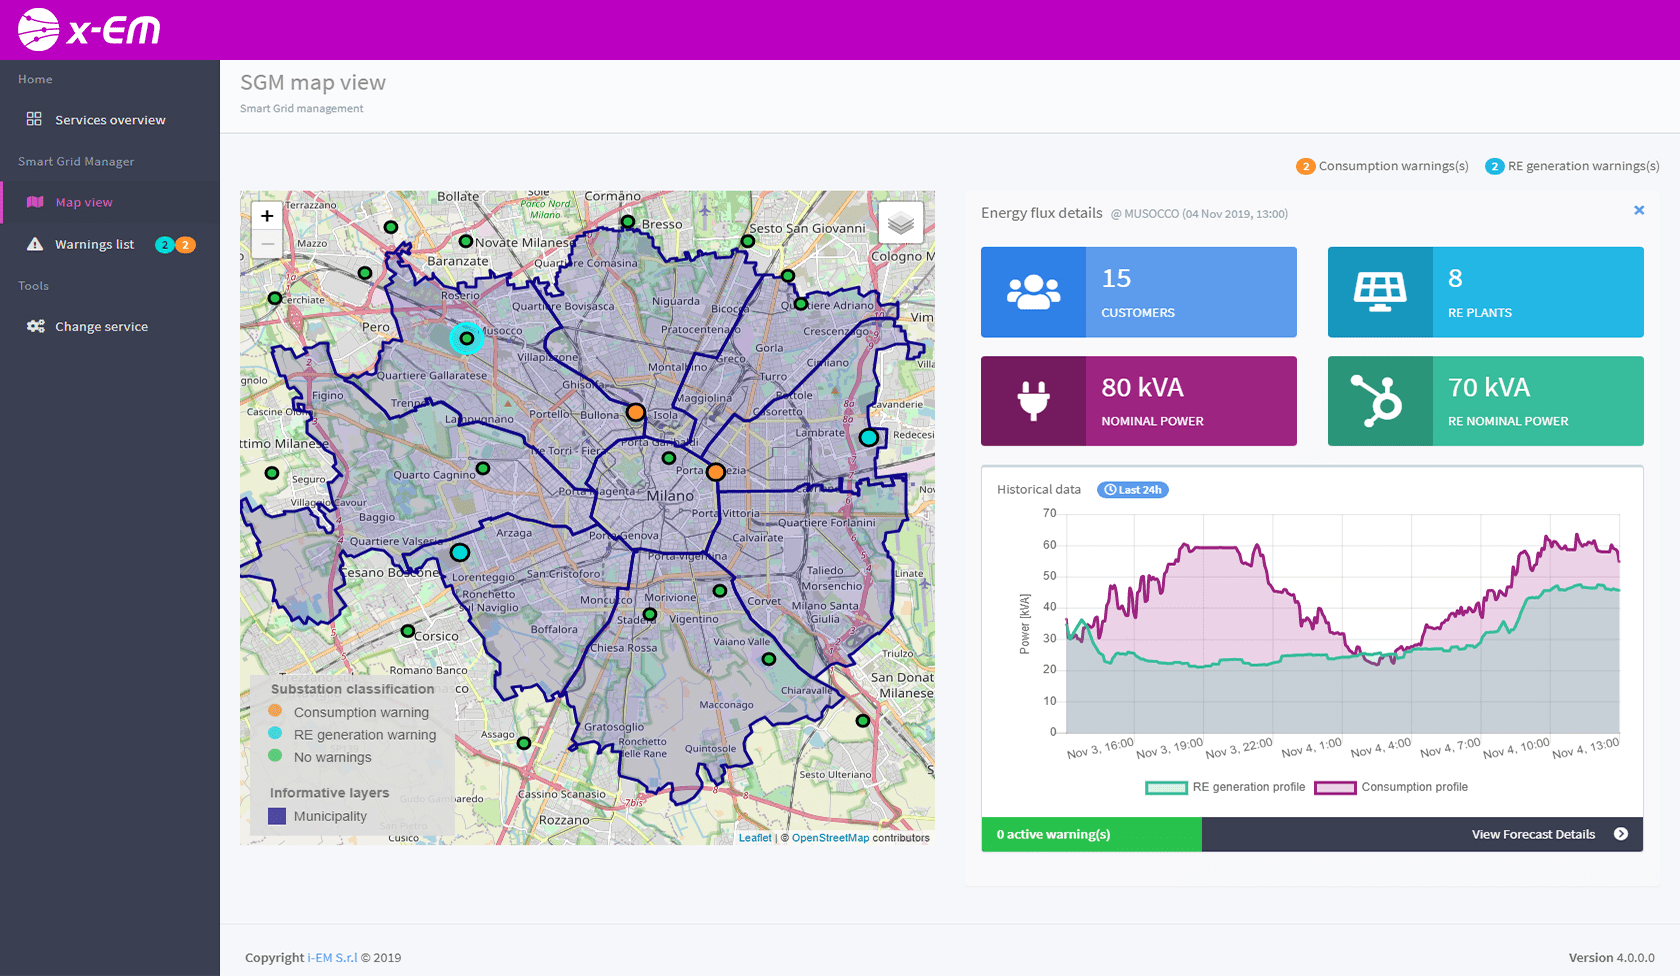 x-Em
Home
Services overview
Smart Grid Manager
Map view
Warnings list 2 2
Tools
Change service
SGM map view
Smart Grid management
2 Consumption warnings(s) 2 RE generation warnings(s)
+
−
Bollate
Sole
Cormano
Terrazzano
Parco Nord
Milano
Bresso
Sesto San Giovanni
Mazzo
Novate Milanese
Baranzate
Quartiere Comasina
Cologno M
Cerchiate
Roserio
Quartiere Bovisasca
Niguarda
Bicocca
Quartiere Adriano
Vim
Pero
Musocco
Pratocentenaro
Crescenzago
Villapizzone
Greco
Gorla
Cimiano
Villa
Montalbino
Quartiere Gallaratese
Ghisolfa
Turro
Figino
Trenno
Maggiolina
Rottole
8a
Cascine Olona
Lampugnano
Portello
Bullona
Isola
Casoretto
Lavanderie
Lambrate
Redecesi
ttimo Milanese
Porta Garibaldi
Tre Torri - Fiera
Porta Venezia
Seguro
Quarto Cagnino
Villaggio Cavour
Porta Magenta
Milano
Baggio
Porta Vittoria
Quartiere Forlanini
Quartiere Valsesia
Arzaga
Porta Genova
Calvairate
Porta Vigentina
Cesano Boscone
Lorenteggio
San Cristoforo
Taliedo
Linate
Morsenchio
Ronchetto
sul Naviglio
Moncucco
Morivione
Corvet
Milano Santa
Giulia
Stadera
Vigentino
Boffalora
Corsico
Chiesa Rossa
Vaiano Valle
Triulzo
Romano Banco
San Donat
Milanese
Chiaravalle
Macconago
Assago
Gratosoglio
Ronchetto
delle Rane
Quintosole
Sesto Ulteriano
Cassino Scanasio
7bis
Rozzano
Cusico
Substation classification
Consumption warning
RE generation warning
No warnings
Informative layers
Municipality
Leaflet | © OpenStreetMap contributors
Energy flux details @ MUSOCCO (04 Nov 2019, 13:00) ×
15
CUSTOMERS
8
RE PLANTS
80 kVA
NOMINAL POWER
70 kVA
RE NOMINAL POWER
Historical data Last 24h
70
60
50
40
30
20
10
0
Power [kVA]
Nov 3, 16:00 Nov 3, 19:00 Nov 3, 22:00 Nov 4, 1:00 Nov 4, 4:00 Nov 4, 7:00 Nov 4, 10:00 Nov 4, 13:00
RE generation profile Consumption profile
0 active warning(s) View Forecast Details
Copyright i-EM S.r.l © 2019
Version 4.0.0.0